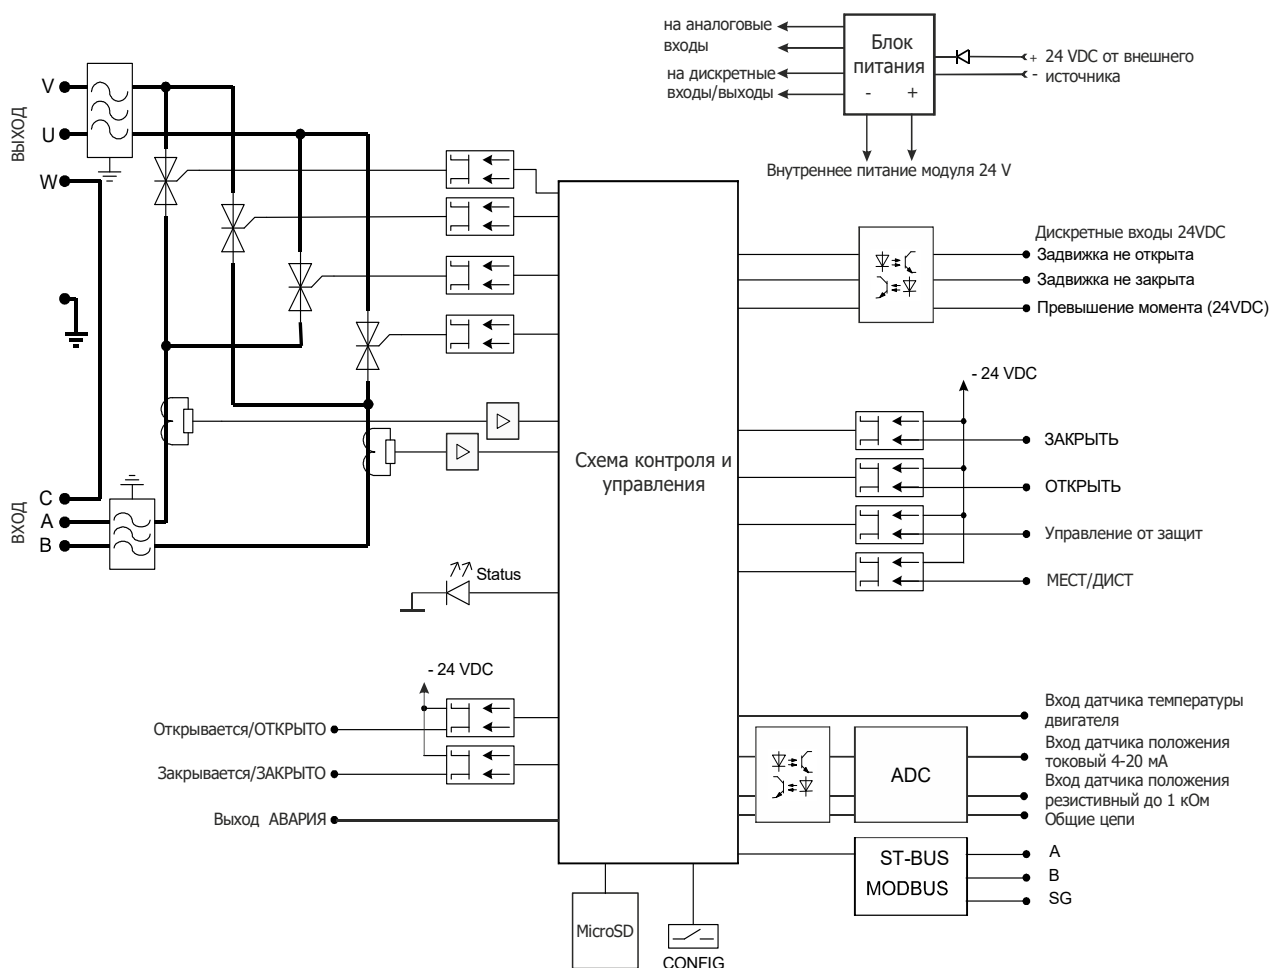 на аналоговые
входы
на дискретные
входы/выходы
Блок
питания
- +
+ 24 VDC от внешнего
- источника
Внутреннее питание модуля 24 V
ВЫХОД
V
U
W
Дискретные входы 24VDC
Задвижка не открыта
Задвижка не закрыта
Превышение момента (24VDC)
- 24 VDC
ЗАКРЫТЬ
ОТКРЫТЬ
Управление от защит
МЕСТ/ДИСТ
Схема контроля и
управления
ВХОД
C
A
B
Status
- 24 VDC
Открывается/ОТКРЫТО
Закрывается/ЗАКРЫТО
Выход АВАРИЯ
Вход датчика температуры
двигателя
Вход датчика положения
токовый 4-20 мА
Вход датчика положения
резистивный до 1 кОм
Общие цепи
ADC
ST-BUS
MODBUS
A
B
SG
MicroSD
CONFIG